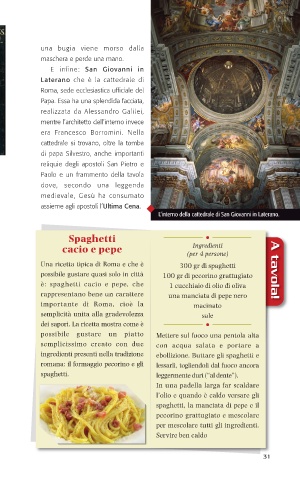 una bugia viene morso dalla
maschera e perde una mano.
E infine: San Giovanni in
Laterano che è la cattedrale di
Roma, sede ecclesiastica ufficiale del
Papa. Essa ha una splendida facciata,
realizzata da Alessandro Galilei,
mentre l'architetto dell'interno invece
era Francesco Borromini. Nella
cattedrale si trovano, oltre la tomba
di papa Silvestro, anche importanti
reliquie degli apostoli San Pietro e
Paolo e un frammento della tavola
dove, secondo una leggende
medievale, Gesù ha consumato
assieme agli apostoli l'Ultima Cena.
L'interno della cattedrale di San Giovanni in Laterano.
Spaghetti
cacio e pepe
Una ricetta tipica di Roma e che è
possibile gustare quasi solo in città
è: spaghetti cacio e pepe, che
rappresentano bene un carattere
importante di Roma, cioè la
semplicità unita alla gradevolezza
dei sapori. La ricetta mostra come è
possibile gustare un piatto
semplicissimo creato con due
ingredienti presenti nella tradizione
romana: il formaggio pecorino e gli
spaghetti.
Ingredienti
(per 4 persone)
300 gr di spaghetti
100 gr di pecorino grattugiato
1 cucchiaio di olio di oliva
una manciata di pepe nero
macinato
sale
Mettere sul fuoco una pentola alta
con acqua salata e portare a
ebollizione. Buttare gli spaghetti e
lessarli, togliendoli dal fuoco ancora
leggermente duri ("al dente").
In una padella larga far scaldare
l'olio e quando è caldo versare gli
spaghetti, la manciata di pepe e il
pecorino grattugiato e mescolare
per mescolare tutti gli ingredienti.
Servire ben caldo
A tavola!
31